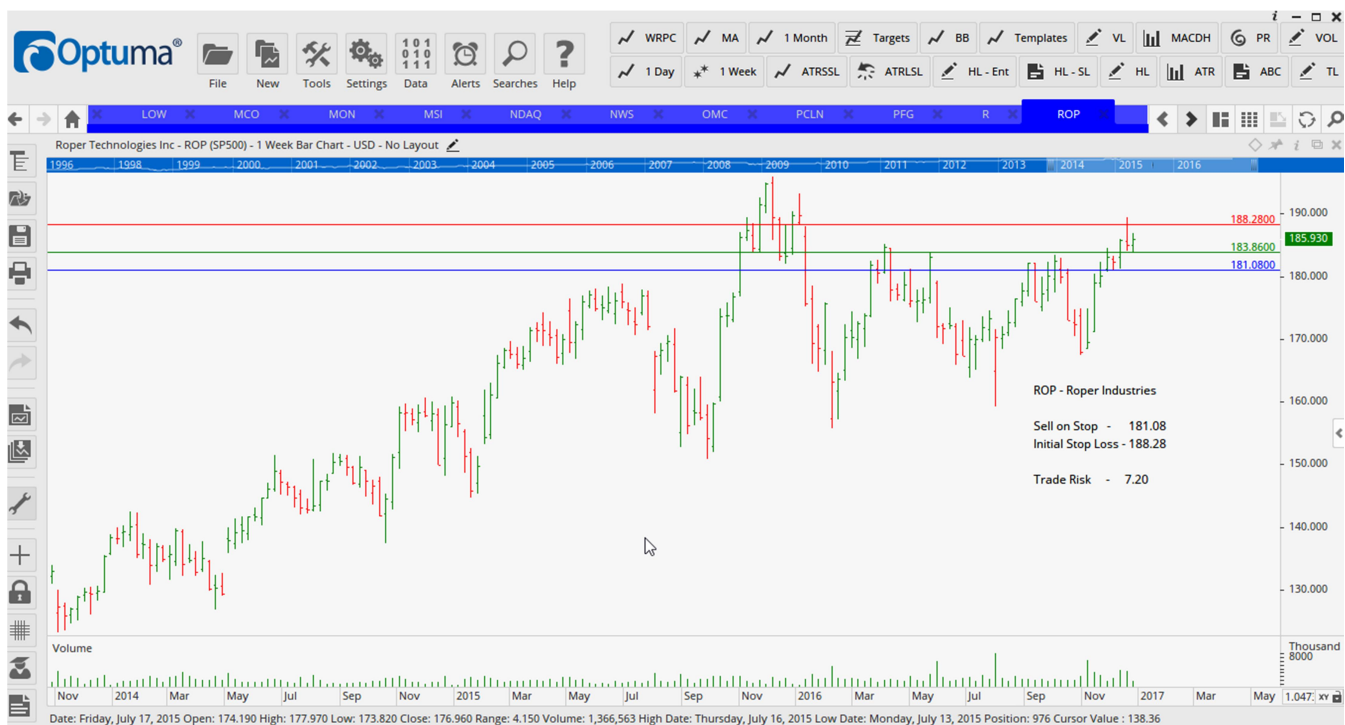 i
Optuma®
File New Tools Settings Data Alerts Searches Help
101
010
111
WRPC MA 1 Month Targets BB Templates VL MACDH PR VOL
1 Day 1 Week ATRSSL ATRLSL HL - Ent HL - SL HL ATR ABC TL
LOW MCO MON MSI NDAQ NWS OMC PCLN PFG R ROP
Roper Technologies Inc - ROP (SP500) - 1 Week Bar Chart - USD - No Layout
1996 1998 1999 2000 2001 2002 2003 2004 2005 2006 2007 2008 2009 2010 2011 2012 2013 2014 2015 2016
190.000
188.2800
185.930
183.8600
181.0800
180.000
170.000
160.000
150.000
140.000
130.000
ROP - Roper Industries
Sell on Stop - 181.08
Initial Stop Loss - 188.28
Trade Risk - 7.20
Volume
Thousand
8000
Nov 2014 Mar May Jul Sep Nov 2015 Mar May Jul Sep Nov 2016 Mar May Jul Sep Nov 2017 Mar May 1.047: XY
Date: Friday, July 17, 2015 Open: 174.190 High: 177.970 Low: 173.820 Close: 176.960 Range: 4.150 Volume: 1,366,563 High Date: Thursday, July 16, 2015 Low Date: Monday, July 13, 2015 Position: 976 Cursor Value : 138.36